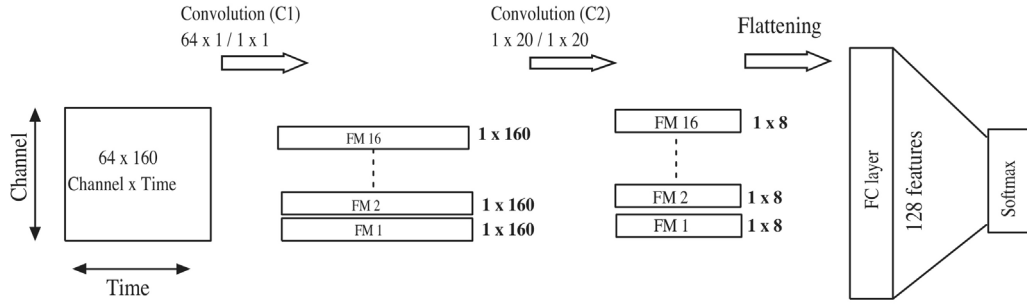 Convolution (C1)
64 x 1 / 1 x 1
Convolution (C2)
1 x 20 / 1 x 20
Flattening
Channel
64 x 160
Channel x Time
Time
FM 16
1 x 160
FM 2
1 x 160
FM 1
1 x 160
FM 16
1 x 8
FM 2
1 x 8
FM 1
1 x 8
FC layer
128 features
Softmax